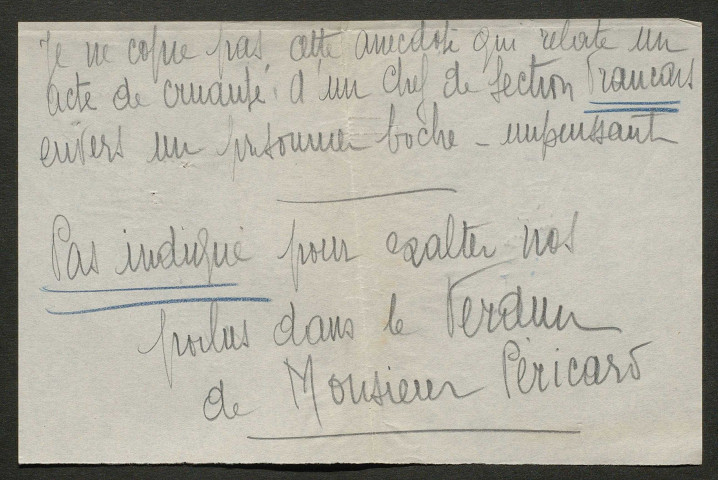 Je ne copie pas cette anecdote qui relate un
acte de cruauté d'un chef de section Français
envers un prisonnier boche - impuissant
Pas indiqué pour exalter nos
poilus dans le Verdun
de Monsieur Péricard